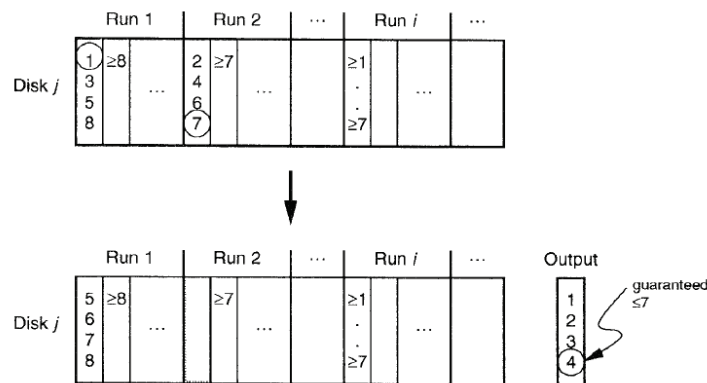 Run 1 Run 2 ... Run i ...
1 ≥8 2 ≥7 ≥1
3 4 .
Disk j ... ... ...
5 6 .
8 7 ≥7
Run 1 Run 2 ... Run i ... Output
5 ≥8 ≥7 ≥1 1
6 . 2
Disk j ... ... ...
7 . 3
8 ≥7 4
guaranteed
≤7